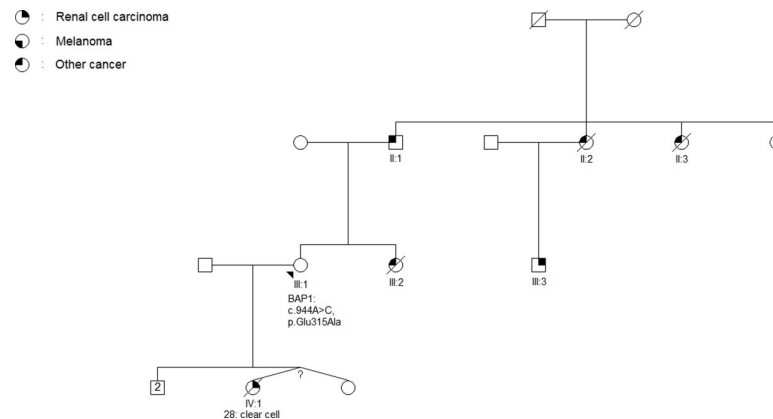 : Renal cell carcinoma
: Melanoma
: Other cancer
II:1
II:2
II:3
III:1
III:2
III:3
BAP1:
c.944A>C,
p.Glu315Ala
2
?
IV:1
28: clear cell